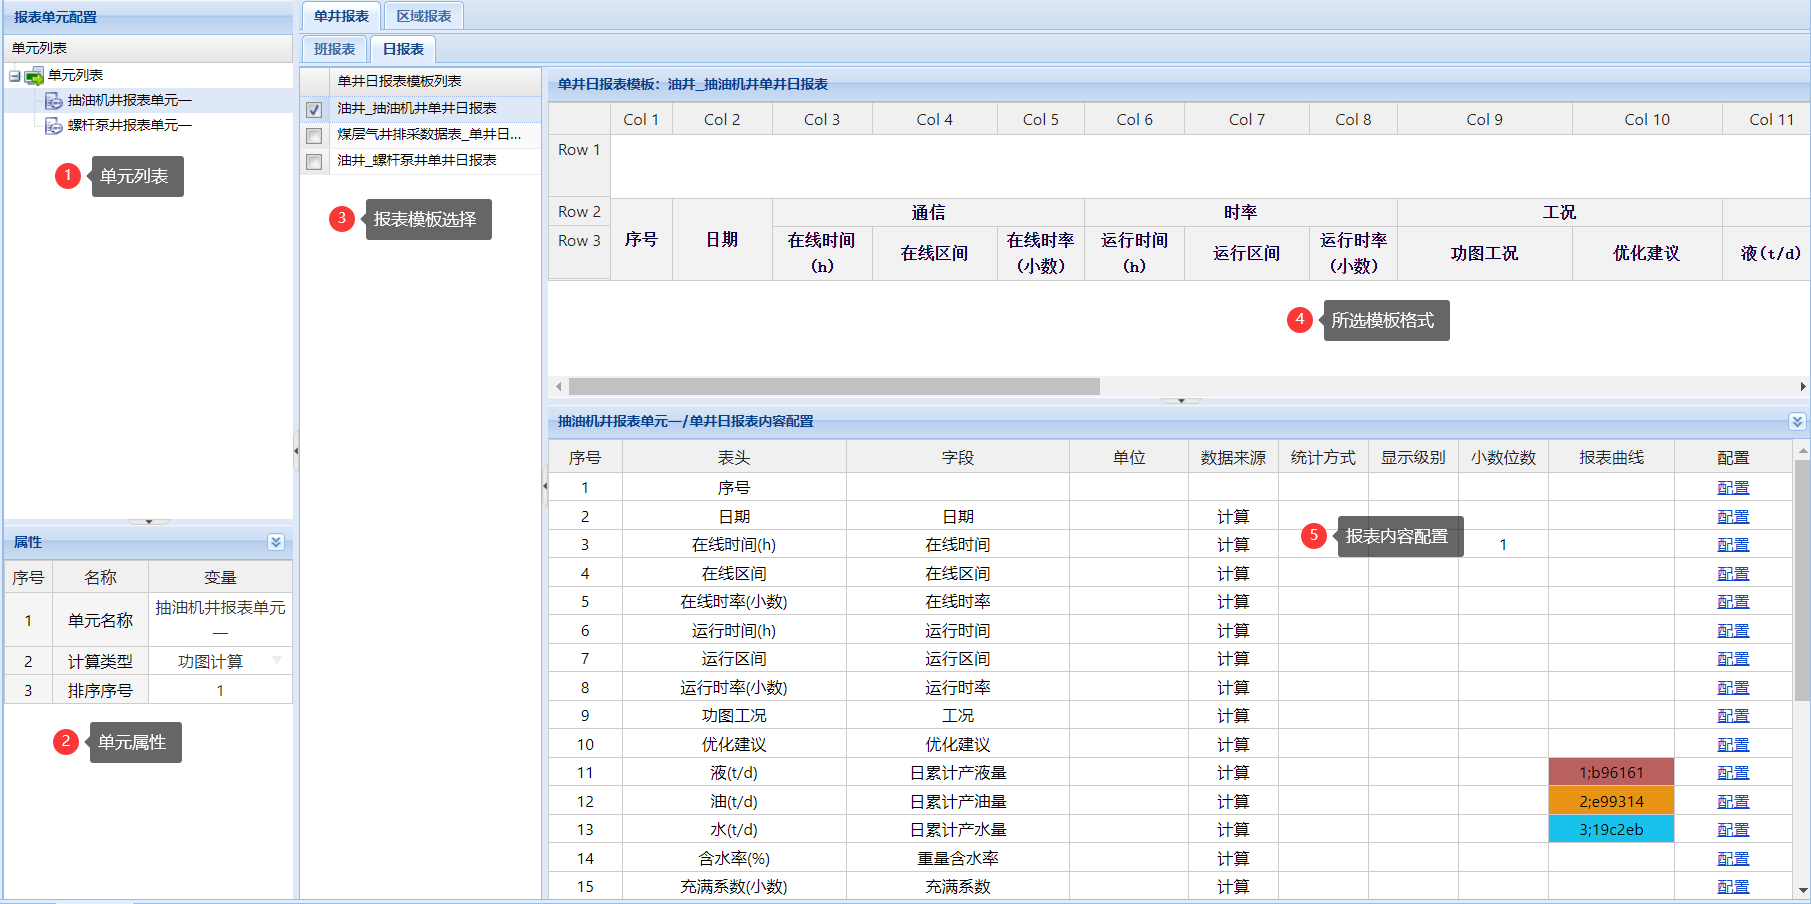 报表单元配置
单元列表
单元列表
抽油机井报表单元一
螺杆泵井报表单元一
1 单元列表
属性
序号 名称 变量
1 单元名称 抽油机井报表单元
一
2 计算类型 功图计算
3 排序序号 1
2 单元属性
单井报表 区域报表
班报表 日报表
单井日报表模板列表
油井_抽油机井单井日报表
煤层气井排采数据表_单井日...
油井_螺杆泵井单井日报表
3 报表模板选择
单井日报表模板：油井_抽油机井单井日报表
Col 1 Col 2 Col 3 Col 4 Col 5 Col 6 Col 7 Col 8 Col 9 Col 10 Col 11
Row 1
Row 2 序号 日期 通信 时率 工况
Row 3 在线时间(h) 在线区间 在线时率(小数) 运行时间(h) 运行区间 运行时率(小数) 功图工况 优化建议 液(t/d)
4 所选模板格式
抽油机井报表单元一/单井日报表内容配置
序号 表头 字段 单位 数据来源 统计方式 显示级别 小数位数 报表曲线 配置
1 序号 配置
2 日期 日期 计算 配置
3 在线时间(h) 在线时间 计算 1 配置
5 报表内容配置
4 在线区间 在线区间 计算 配置
5 在线时率(小数) 在线时率 计算 配置
6 运行时间(h) 运行时间 计算 配置
7 运行区间 运行区间 计算 配置
8 运行时率(小数) 运行时率 计算 配置
9 功图工况 工况 计算 配置
10 优化建议 优化建议 计算 配置
11 液(t/d) 日累计产液量 计算 1;b96161 配置
12 油(t/d) 日累计产油量 计算 2;e99314 配置
13 水(t/d) 日累计产水量 计算 3;19c2eb 配置
14 含水率(%) 重量含水率 计算 配置
15 充满系数(小数) 充满系数 计算 配置